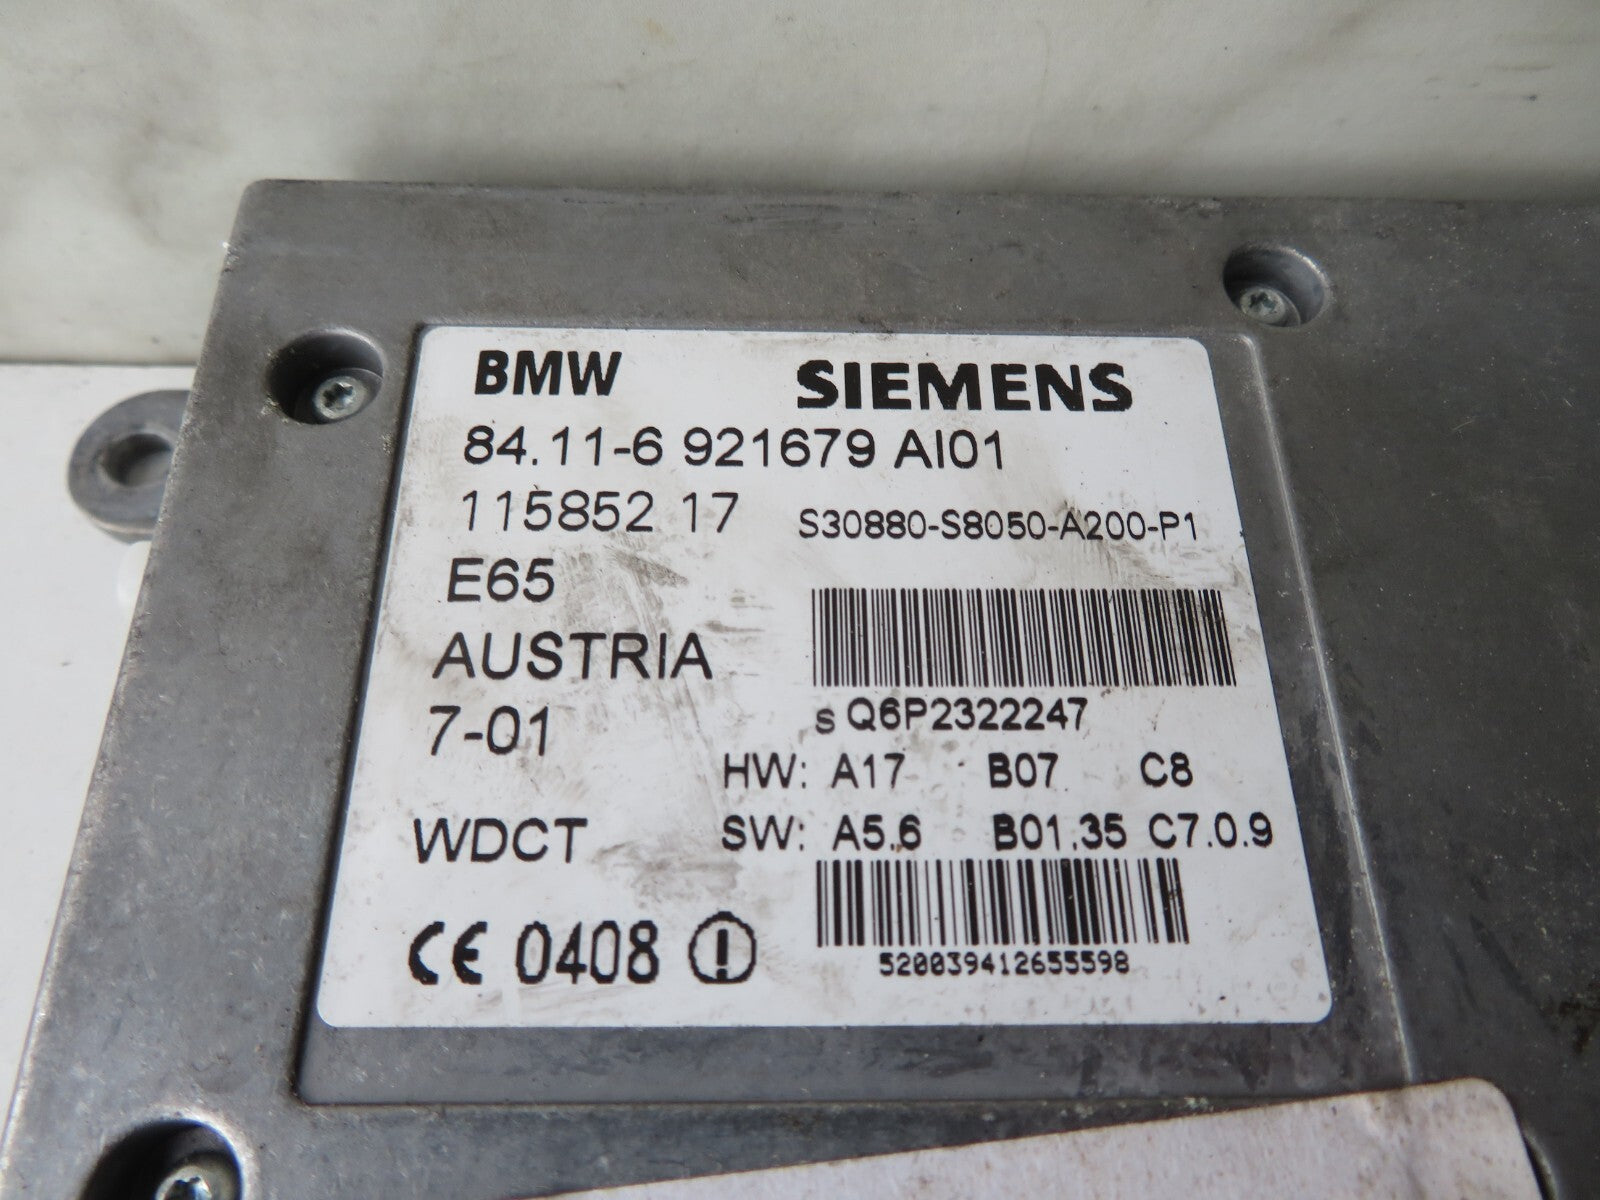 BMW SIEMENS
84.11-6 921679 AI01
115852 17 S30880-S8050-A200-P1
E65
AUSTRIA
7-01
s Q6P2322247
HW: A17 B07 C8
WDCT SW: A5.6 B01.35 C7.0.9
CE 0408 !
520039412655598